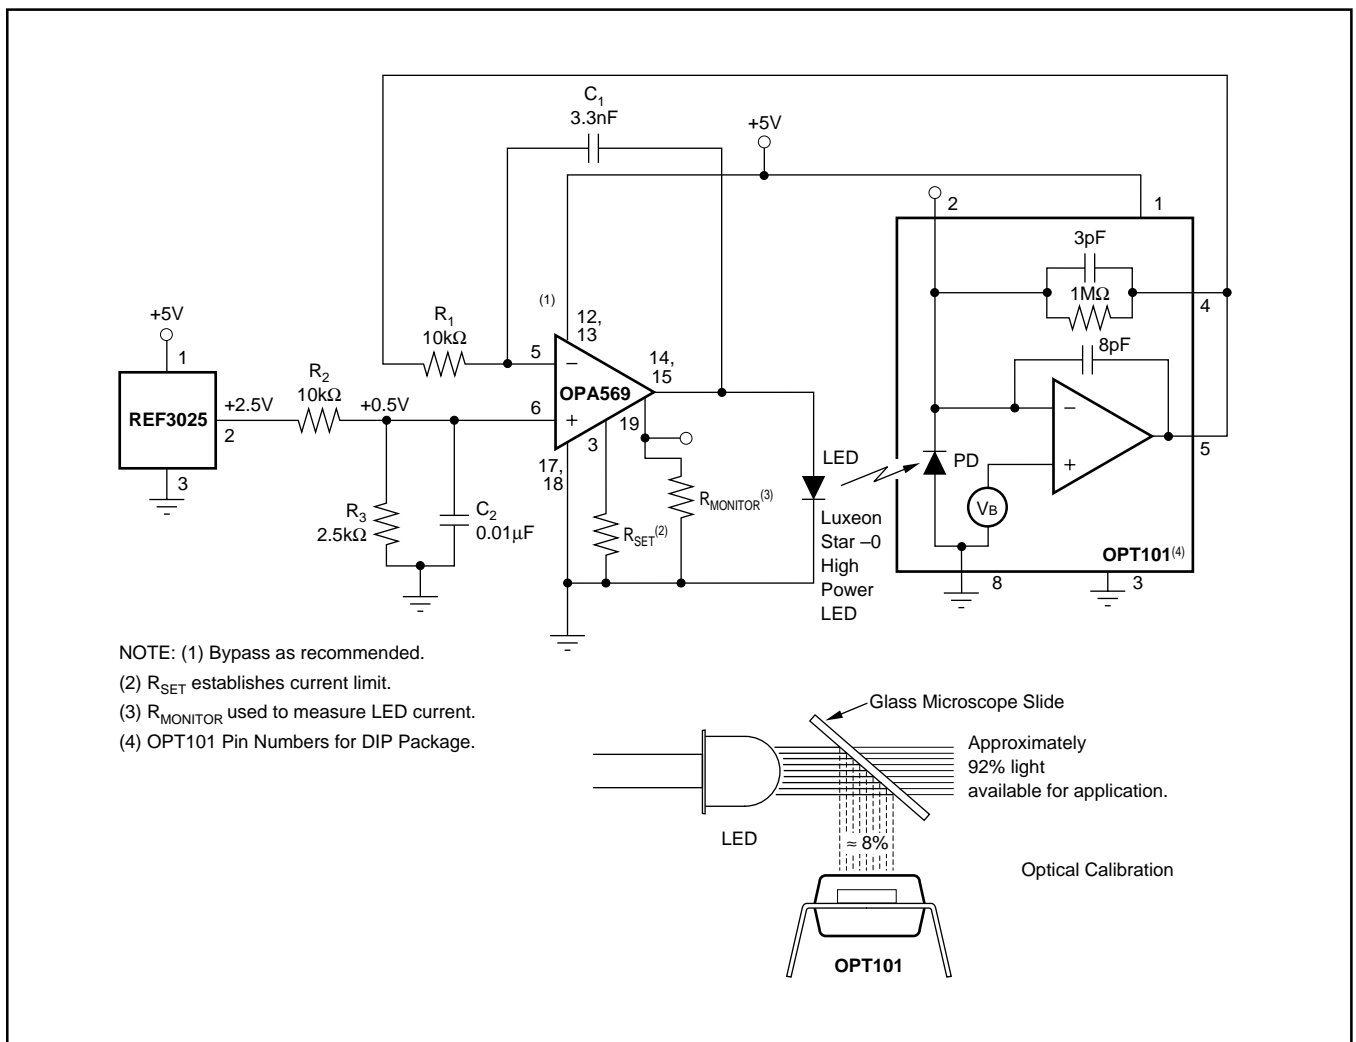 C1
3.3nF
+5V
2
1
3pF
1MΩ
4
8pF
(1)
12,
13
+5V
1
R1
10kΩ
5
−
14,
15
OPA569
R2
10kΩ
+2.5V
+0.5V
REF3025
2
6
+
3
19
−
+
5
PD
LED
17,
18
3
RMONITOR(3)
VB
R3
2.5kΩ
C2
0.01μF
RSET(2)
Luxeon
Star –0
High
Power
LED
OPT101(4)
8
3
NOTE: (1) Bypass as recommended.
(2) RSET establishes current limit.
(3) RMONITOR used to measure LED current.
(4) OPT101 Pin Numbers for DIP Package.
Glass Microscope Slide
Approximately
92% light
available for application.
LED
≈ 8%
Optical Calibration
OPT101